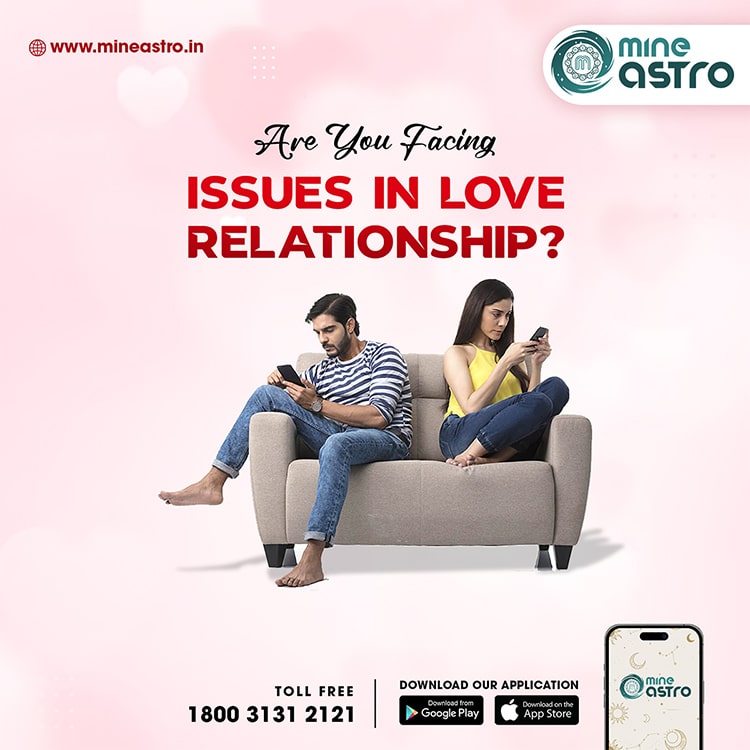 www.mineastro.in
mine
astro
Are You Facing
ISSUES IN LOVE
RELATIONSHIP?
TOLL FREE
1800 3131 2121
DOWNLOAD OUR APPLICATION
Download from
Google Play
Download on the
App Store
mine
astro